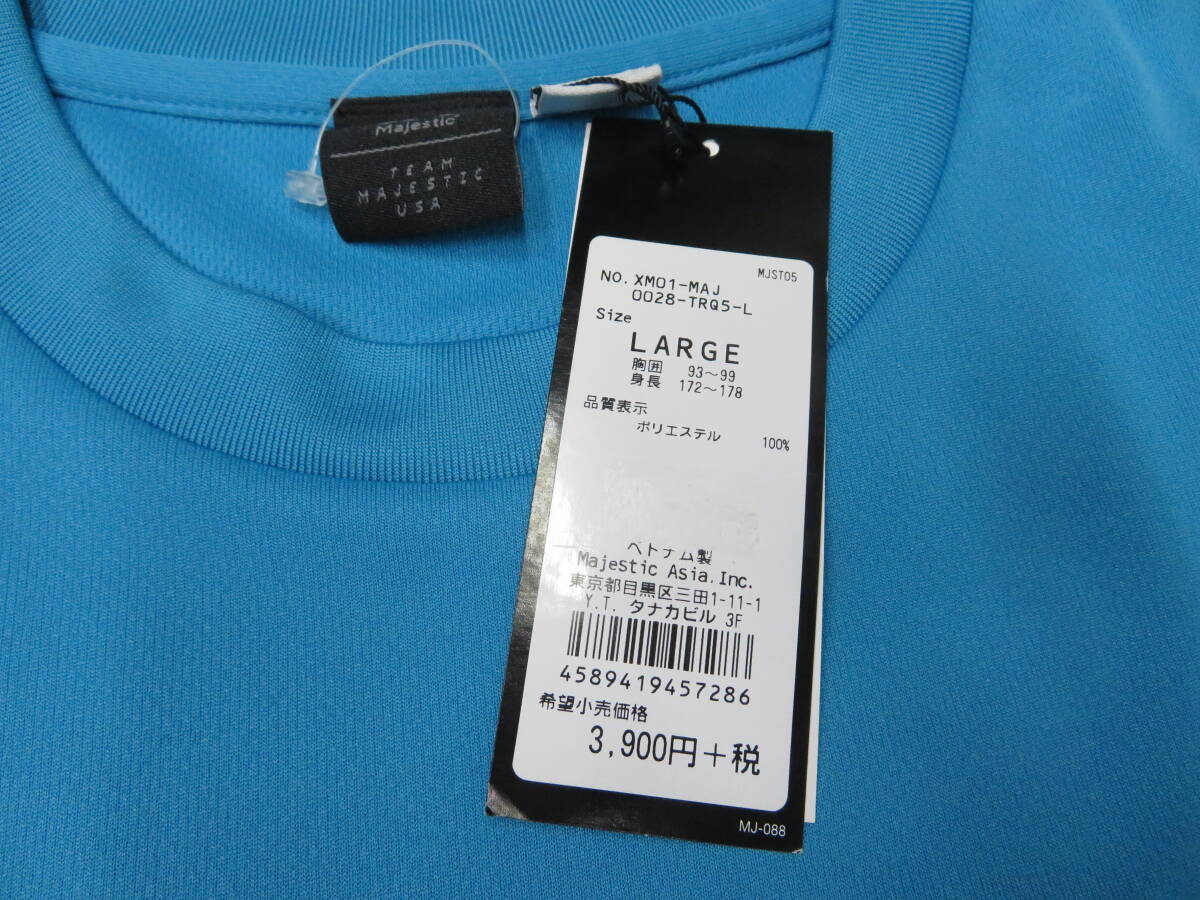 Majestic
TEAM
MAJESTIC
USA
MJST05
NO. XM01-MAJ
0028-TRQ5-L
Size
LARGE
胸囲 93～99
身長 172～178
品質表示
ポリエステル 100%
ベトナム製
Majestic Asia.Inc.
東京都目黒区三田1-11-1
Y.T. タナカビル 3F
4589419457286
希望小売価格
3,900円＋税
MJ-088